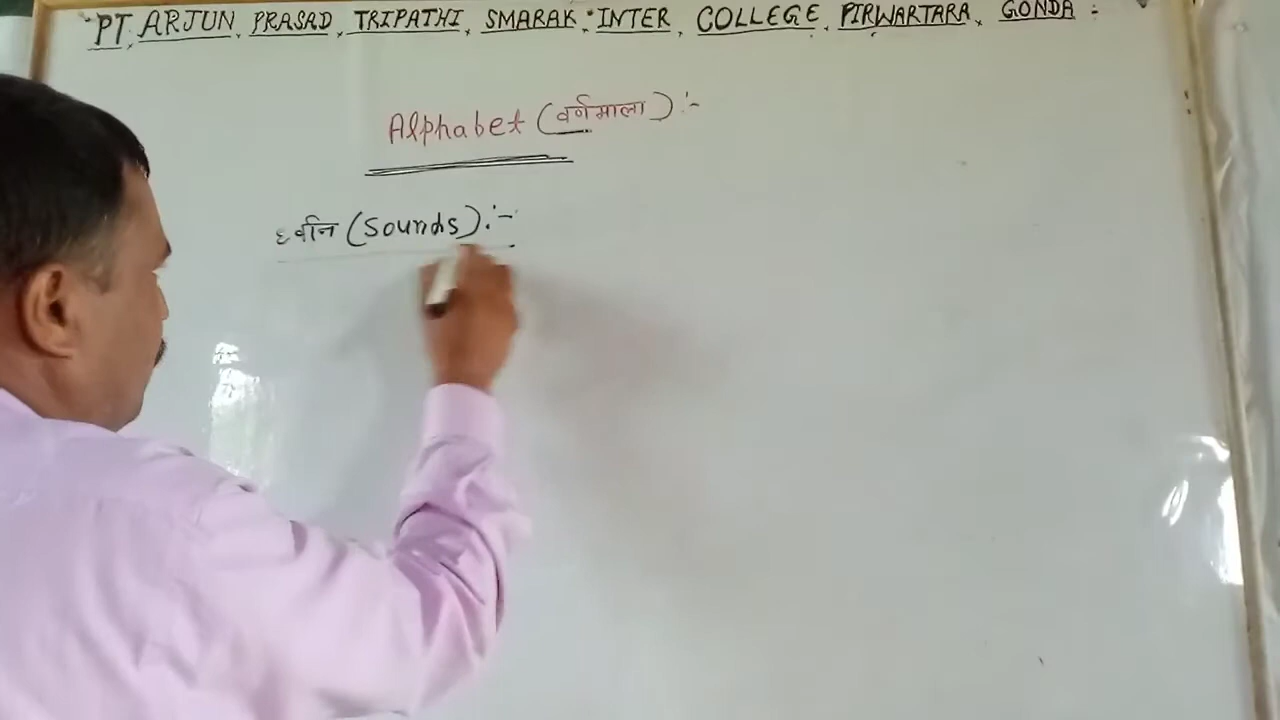 "PT. ARJUN, PRASAD, TRIPATHI, SMARAK "INTER, COLLEGE, PIRWARTARA, GONDA :
Alphabet (वर्णमाला) :-
ध्वनि (Sounds) :-